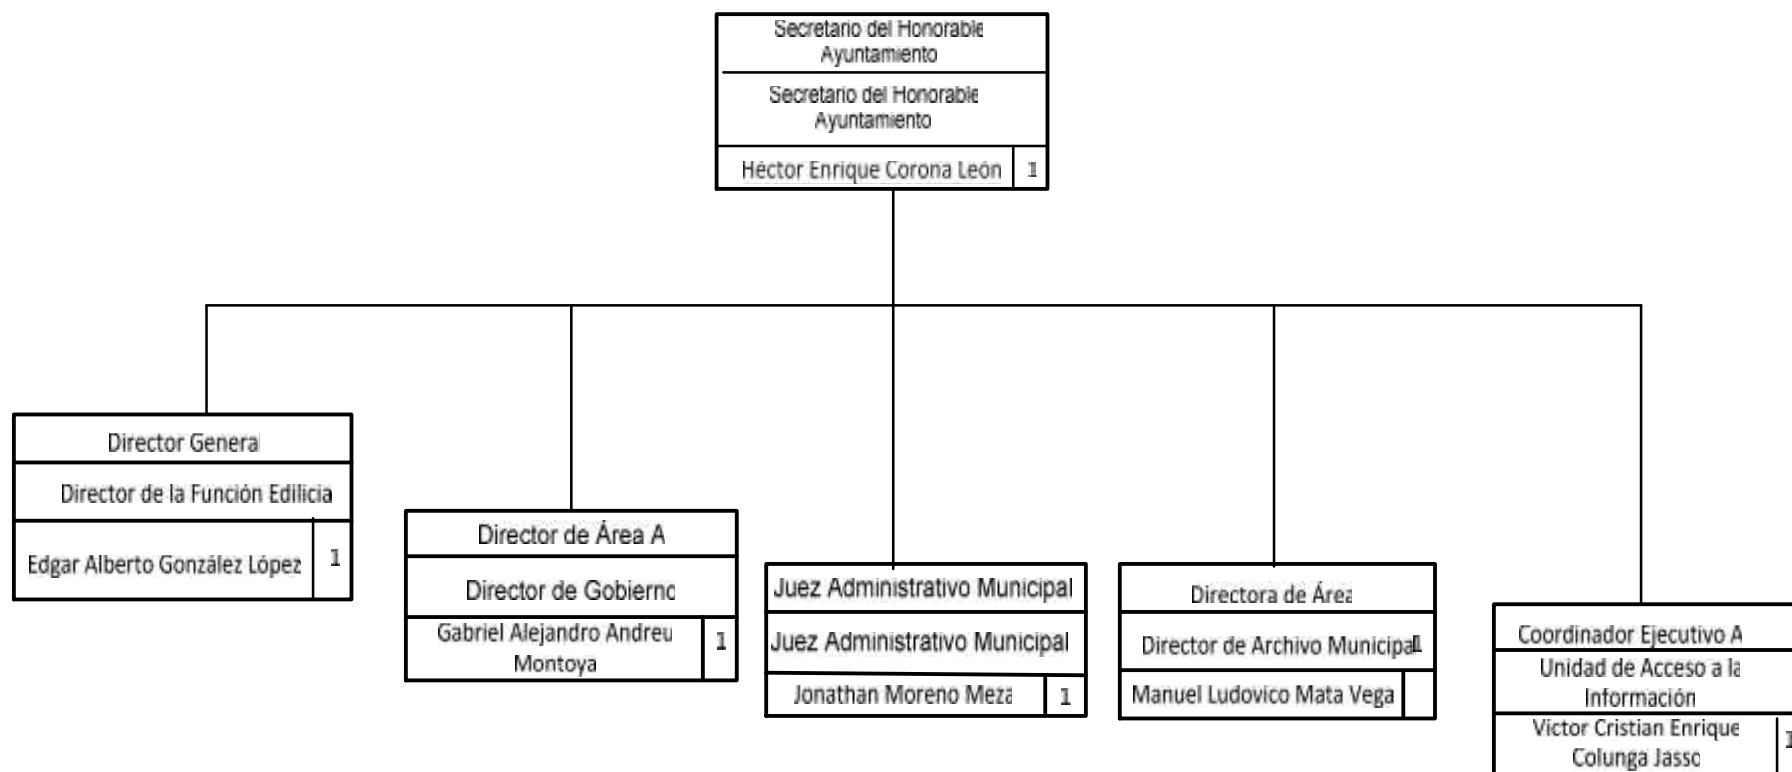 Secretario del Honorable
Ayuntamiento
Secretario del Honorable
Ayuntamiento
Héctor Enrique Corona León 1
Director General
Director de la Función Edilicia
Edgar Alberto González López 1
Director de Área A
Director de Gobierno
Gabriel Alejandro Andreu
Montoya
1
Juez Administrativo Municipal
Juez Administrativo Municipal
Jonathan Moreno Meza 1
Directora de Área
Director de Archivo Municipal 1
Manuel Ludovico Mata Vega
Coordinador Ejecutivo A
Unidad de Acceso a la
Información
Victor Cristian Enrique
Colunga Jasso
1